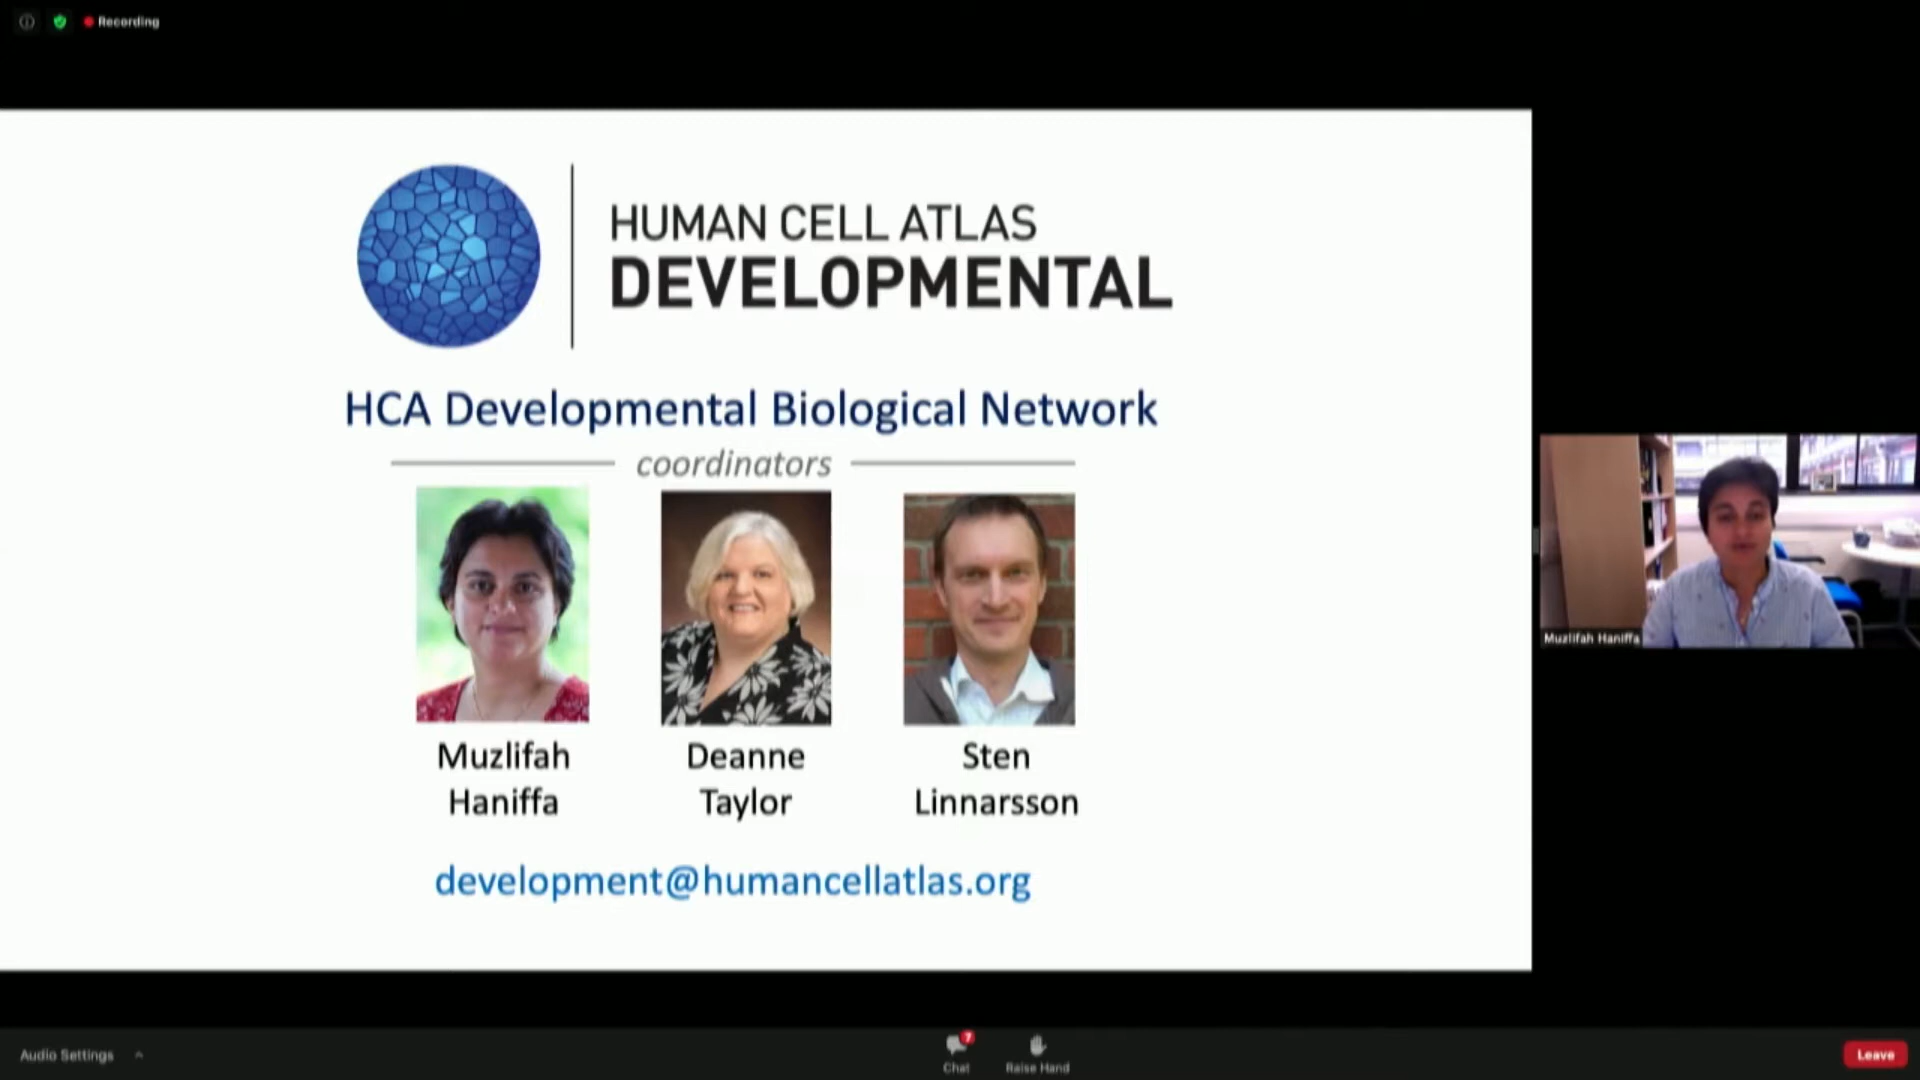 Recording
HUMAN CELL ATLAS
DEVELOPMENTAL
HCA Developmental Biological Network
coordinators
Muzlifah
Haniffa
Deanne
Taylor
Sten
Linnarsson
development@humancellatlas.org
Muzlifah Haniffa
Audio Settings
7
Chat
Raise Hand
Leave